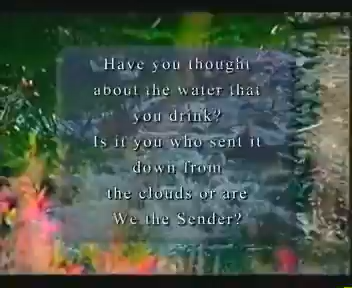 Have you thought
about the water that
you drink?
Is it you who sent it
down from
the clouds or are
We the Sender?